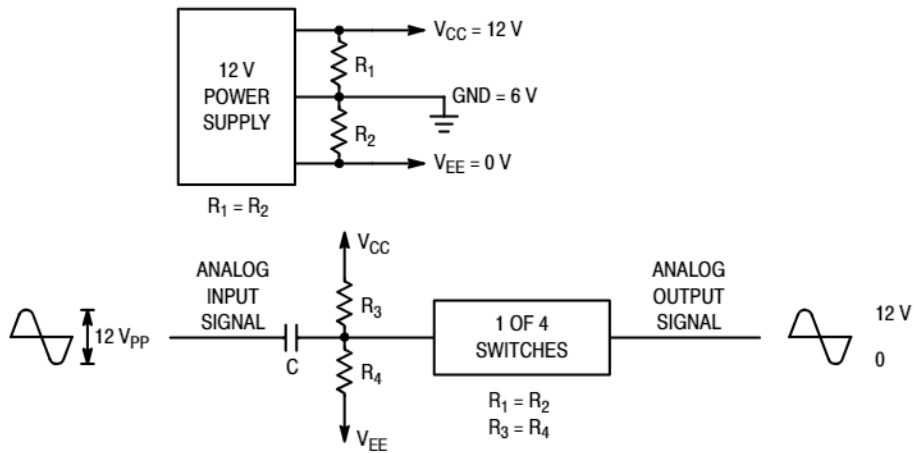 12 V
POWER
SUPPLY
R1
R2
VCC = 12 V
GND = 6 V
VEE = 0 V
R1 = R2
12 VPP
ANALOG
INPUT
SIGNAL
C
VCC
R3
R4
VEE
1 OF 4
SWITCHES
R1 = R2
R3 = R4
ANALOG
OUTPUT
SIGNAL
12 V
0